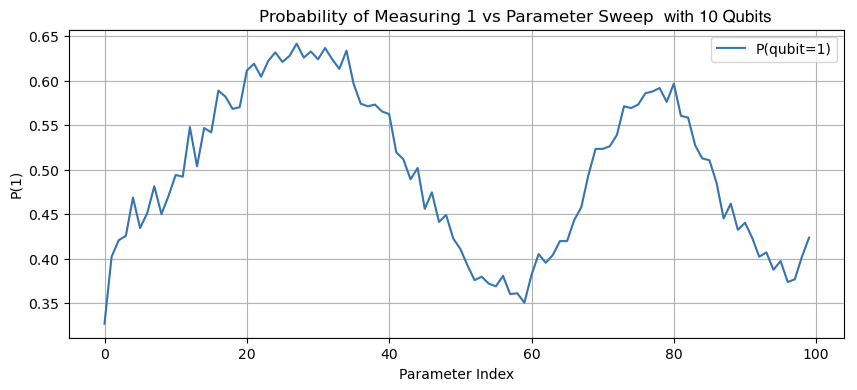 Probability of Measuring 1 vs Parameter Sweep with 10 Qubits
P(qubit=1)
0.65
0.60
0.55
0.50
0.45
0.40
0.35
P(1)
0 20 40 60 80 100
Parameter Index